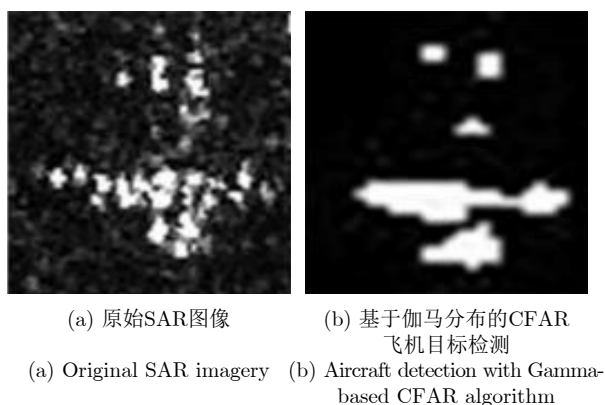 (a) 原始SAR图像
(b) 基于伽马分布的CFAR
飞机目标检测
(a) Original SAR imagery
(b) Aircraft detection with Gamma-
based CFAR algorithm